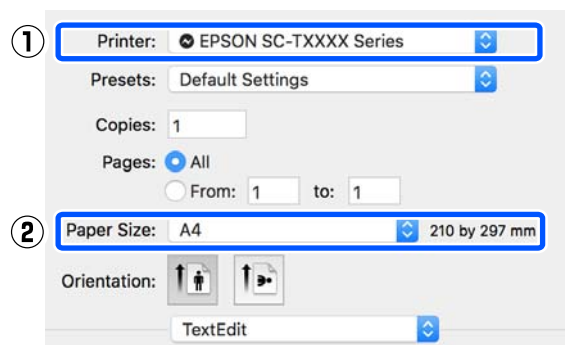 ① Printer: EPSON SC-TXXXX Series
Presets: Default Settings
Copies: 1
Pages: All
From: 1 to: 1
② Paper Size: A4 210 by 297 mm
Orientation:
TextEdit